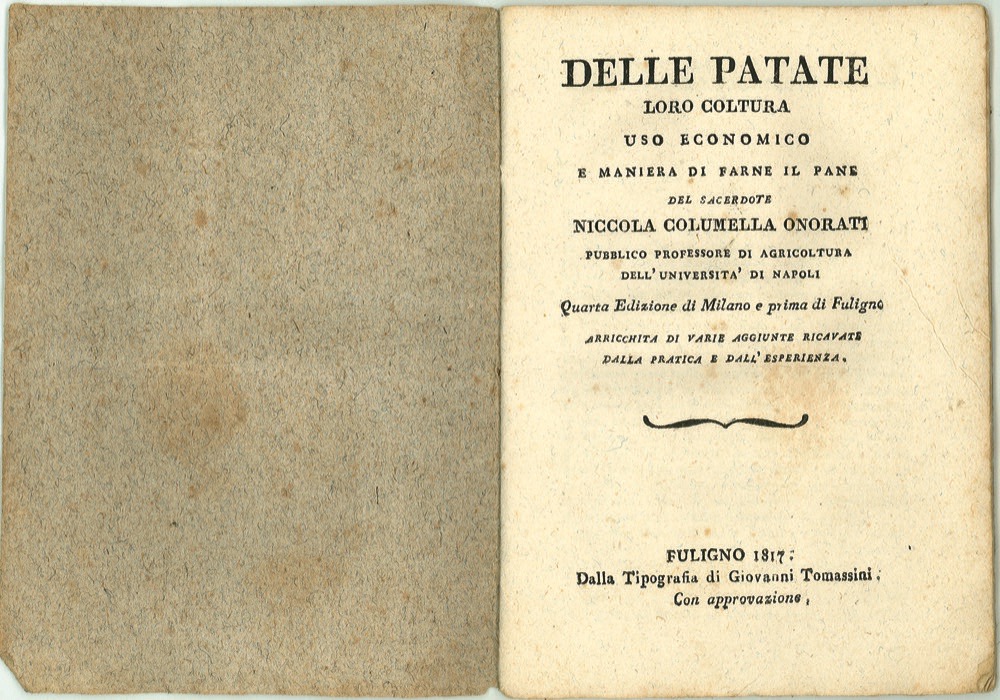 DELLE PATATE
LORO COLTURA
USO ECONOMICO
E MANIERA DI FARNE IL PANE
DEL SACERDOTE
NICCOLA COLUMELLA ONORATI
PUBBLICO PROFESSORE DI AGRICOLTURA
DELL' UNIVERSITA' DI NAPOLI
Quarta Edizione di Milano e prima di Fuligno
ARRICCHITA DI VARIE AGGIUNTE RICAVATE
DALLA PRATICA E DALL' ESPERIENZA.
FULIGNO 1817.
Dalla Tipografia di Giovanni Tomassini.
Con approvazione,